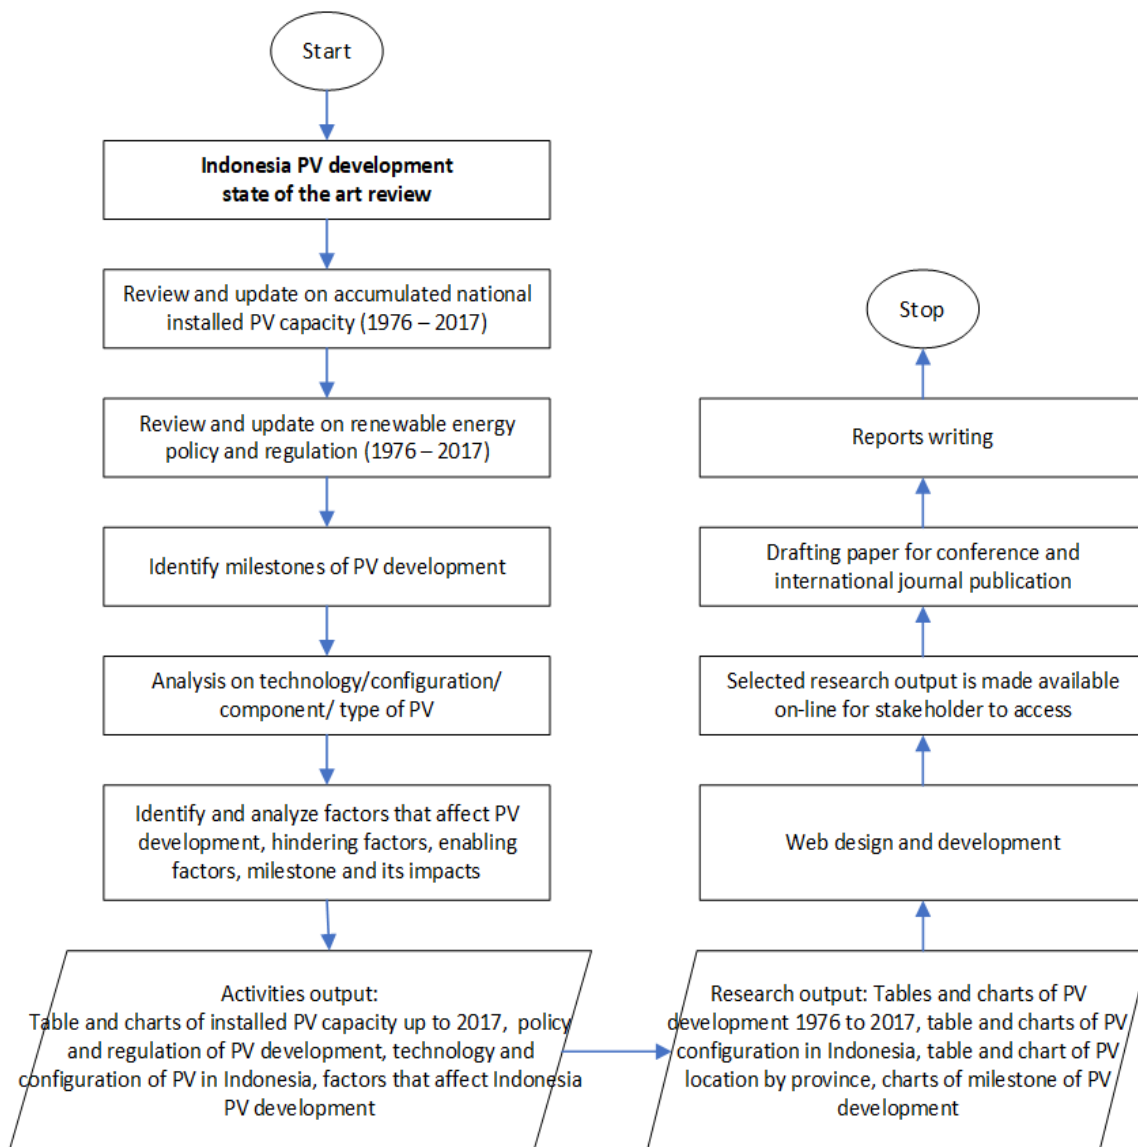 Start
Indonesia PV development
state of the art review
Review and update on accumulated national
installed PV capacity (1976 – 2017)
Review and update on renewable energy
policy and regulation (1976 – 2017)
Identify milestones of PV development
Analysis on technology/configuration/
component/ type of PV
Identify and analyze factors that affect PV
development, hindering factors, enabling
factors, milestone and its impacts
Activities output:
Table and charts of installed PV capacity up to 2017, policy
and regulation of PV development, technology and
configuration of PV in Indonesia, factors that affect Indonesia
PV development
Research output: Tables and charts of PV
development 1976 to 2017, table and charts of PV
configuration in Indonesia, table and chart of PV
location by province, charts of milestone of PV
development
Web design and development
Selected research output is made available
on-line for stakeholder to access
Drafting paper for conference and
international journal publication
Reports writing
Stop